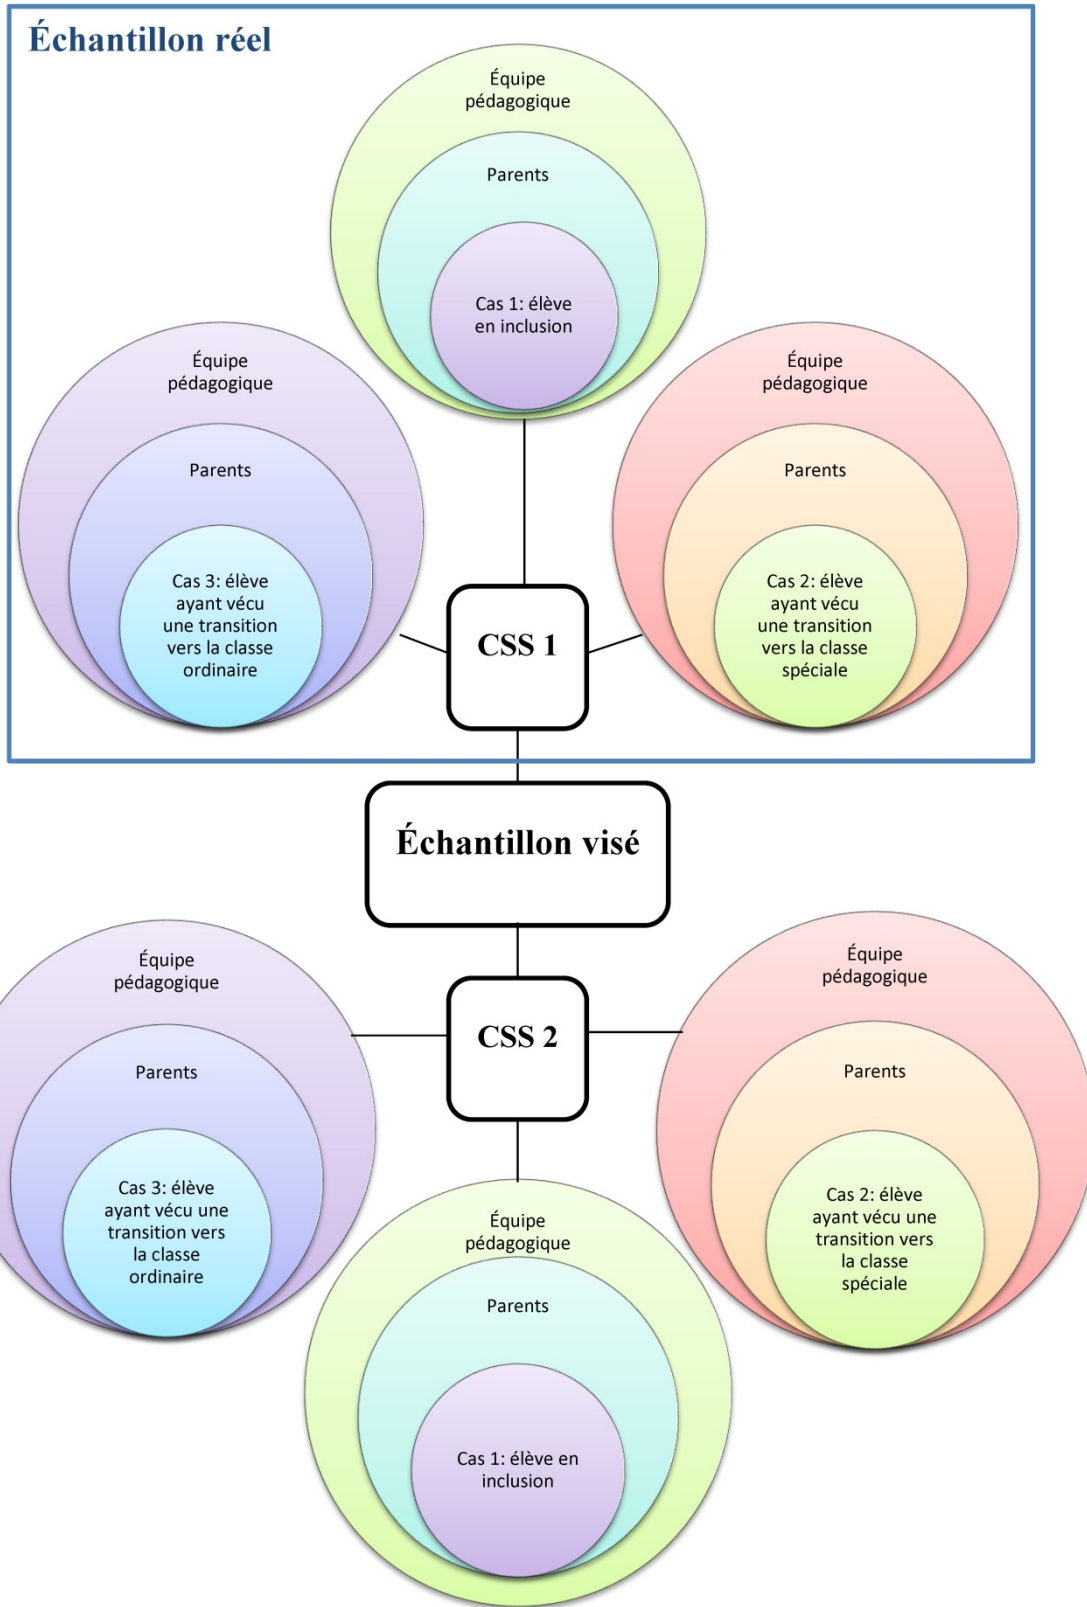 Échantillon réel
Équipe
pédagogique
Parents
Cas 1: élève
en inclusion
Équipe
pédagogique
Parents
Cas 3: élève
ayant vécu
une transition
vers la classe
ordinaire
Équipe
pédagogique
Parents
Cas 2: élève
ayant vécu
une transition
vers la classe
spéciale
CSS 1
Échantillon visé
CSS 2
Équipe
pédagogique
Parents
Cas 3: élève
ayant vécu une
transition vers
la classe
ordinaire
Équipe
pédagogique
Parents
Cas 2: élève
ayant vécu une
transition vers
la classe
spéciale
Équipe
pédagogique
Parents
Cas 1: élève en
inclusion